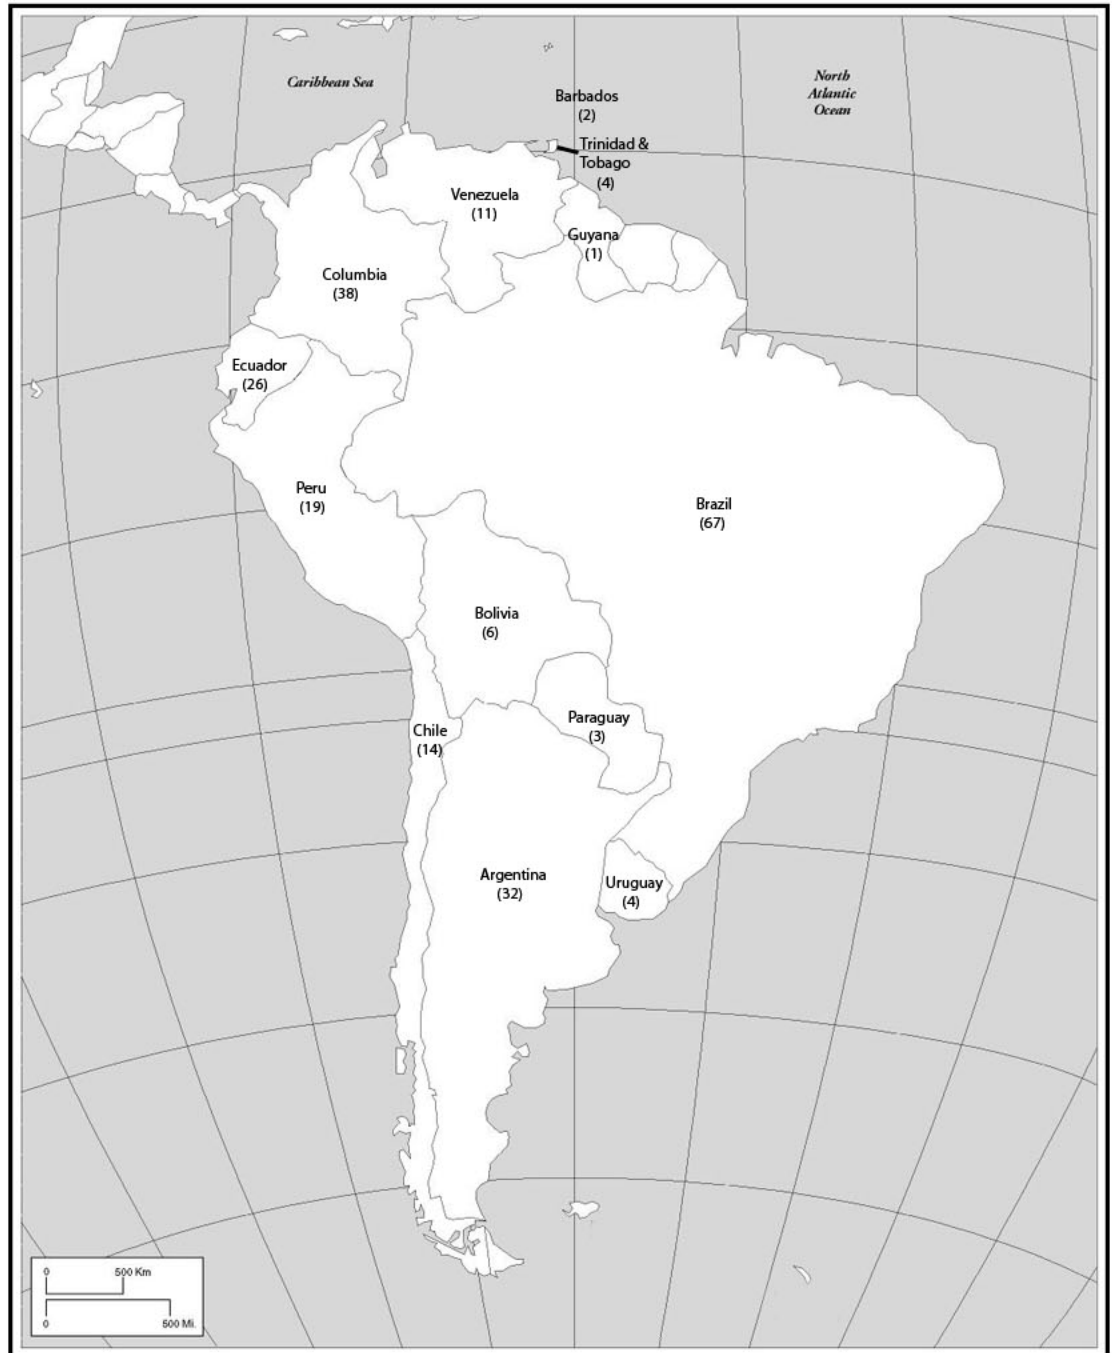 Caribbean Sea
North
Atlantic
Ocean
Barbados
(2)
Trinidad &
Tobago
(4)
Venezuela
(11)
Guyana
(1)
Columbia
(38)
Ecuador
(26)
Peru
(19)
Brazil
(67)
Bolivia
(6)
Paraguay
(3)
Chile
(14)
Argentina
(32)
Uruguay
(4)
0 500 Km
0 500 Mi.